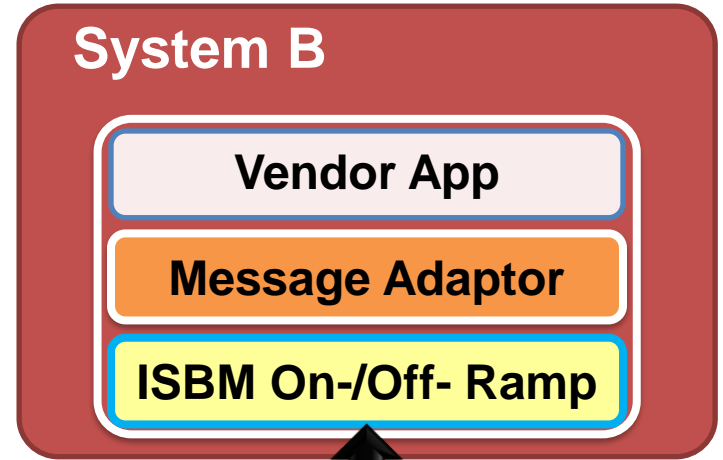 System B
Vendor App
Message Adaptor
ISBM On-/Off- Ramp